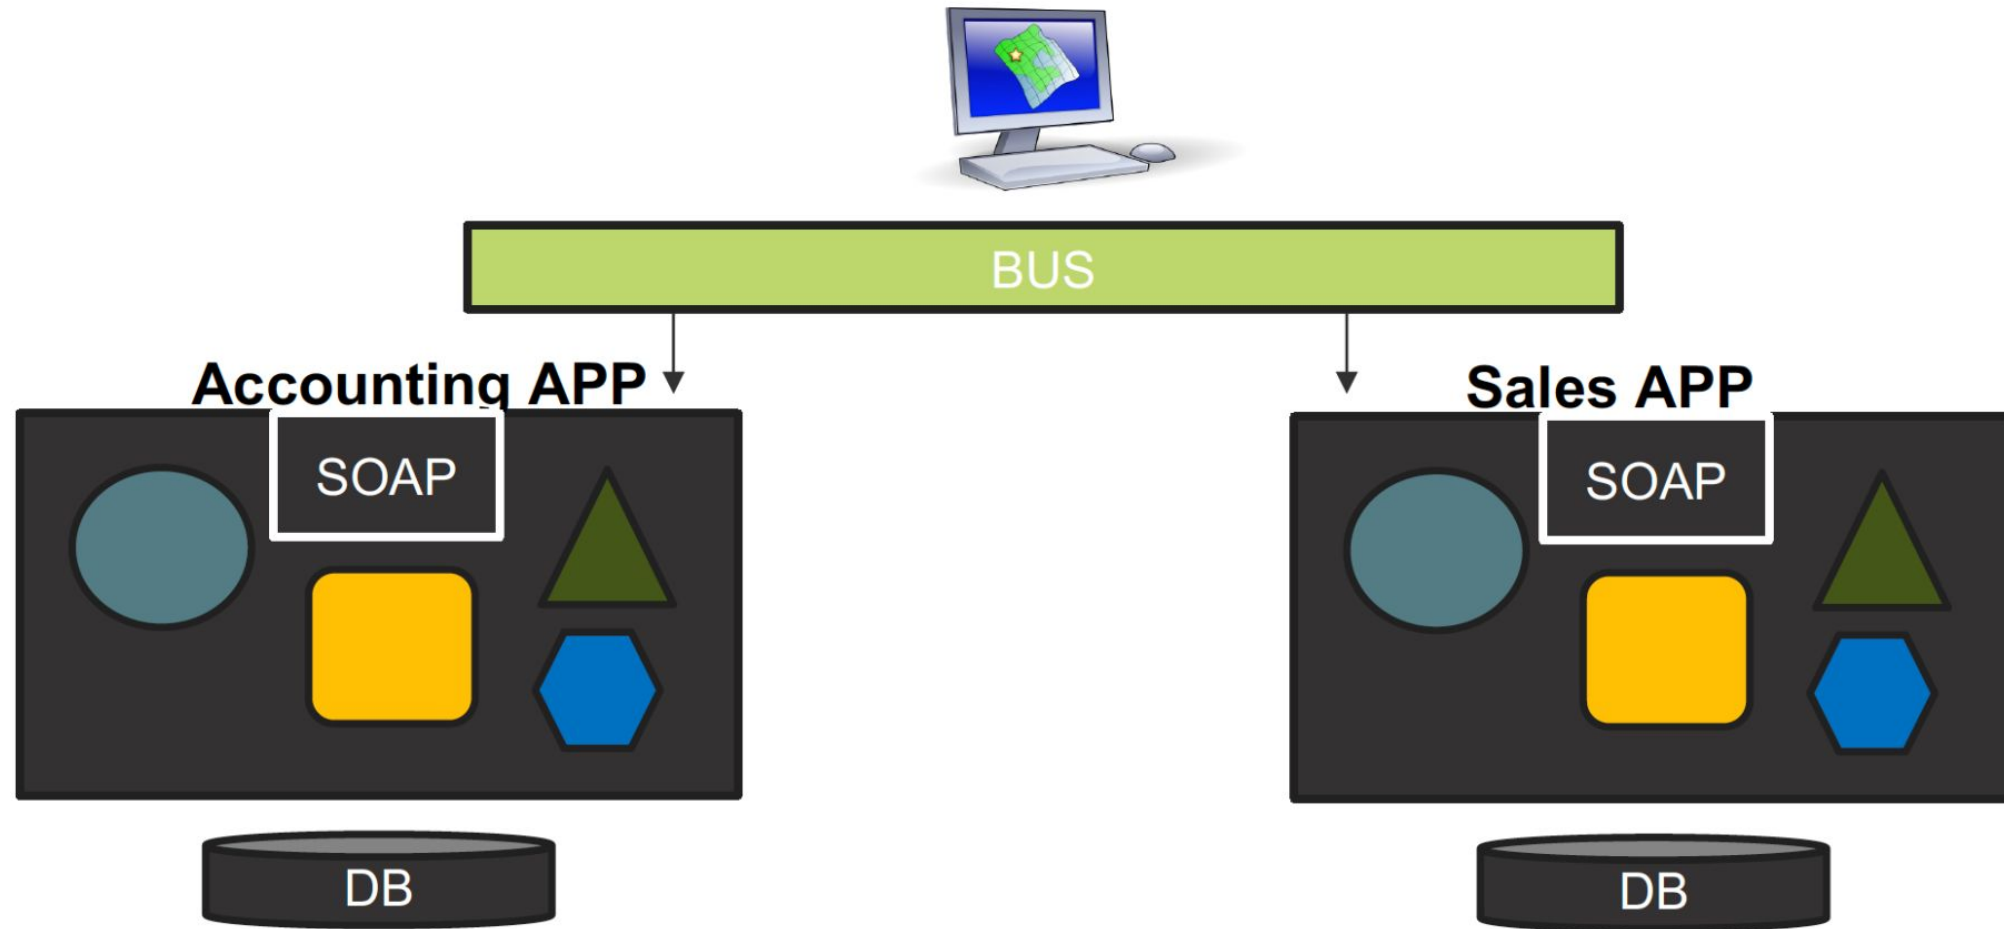 BUS
Accounting APP
Sales APP
SOAP
SOAP
DB
DB